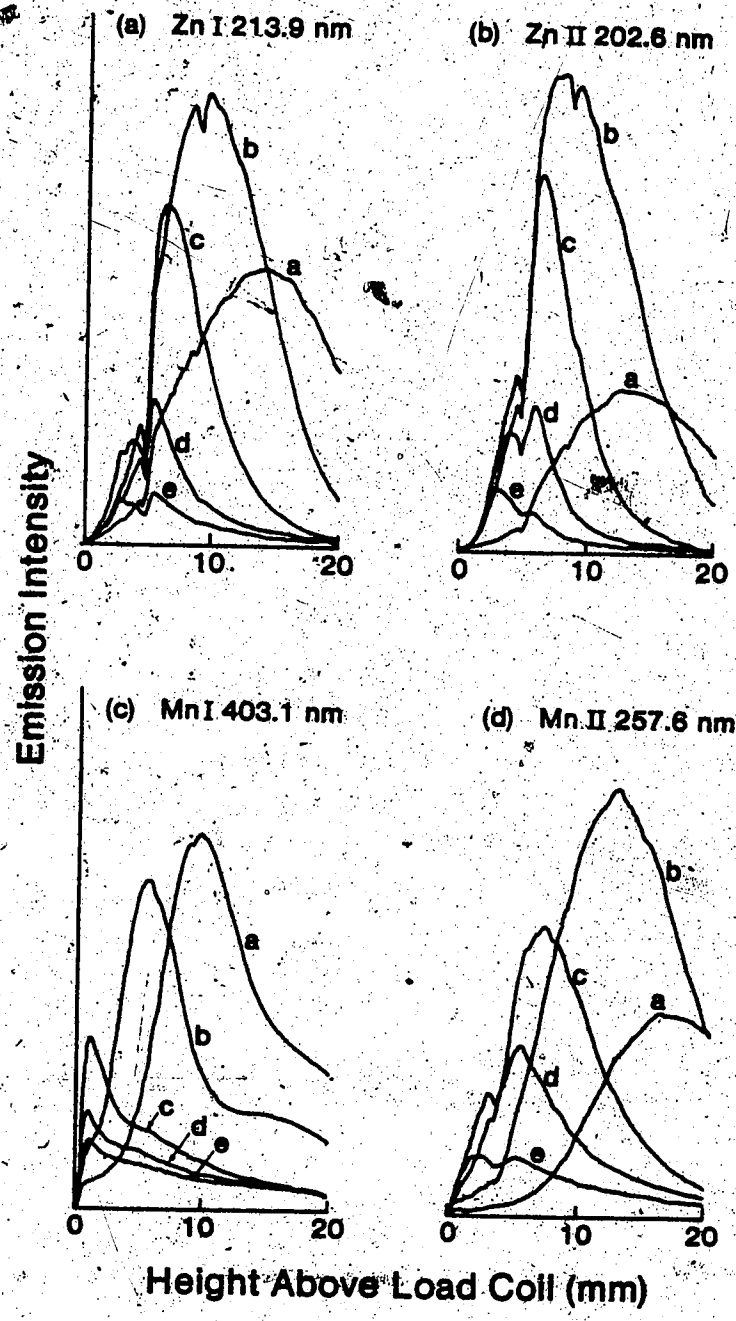 (a) Zn I 213.9 nm
(b) Zn II 202.6 nm
b
c
a
d
e
0 10 20
b
c
a
d
e
0 10 20
Emission Intensity
(c) Mn I 403.1 nm
(d) Mn II 257.6 nm
a
b
c
d
e
0 10 20
b
c
a
d
e
0 10 20
Height Above Load Coil (mm)